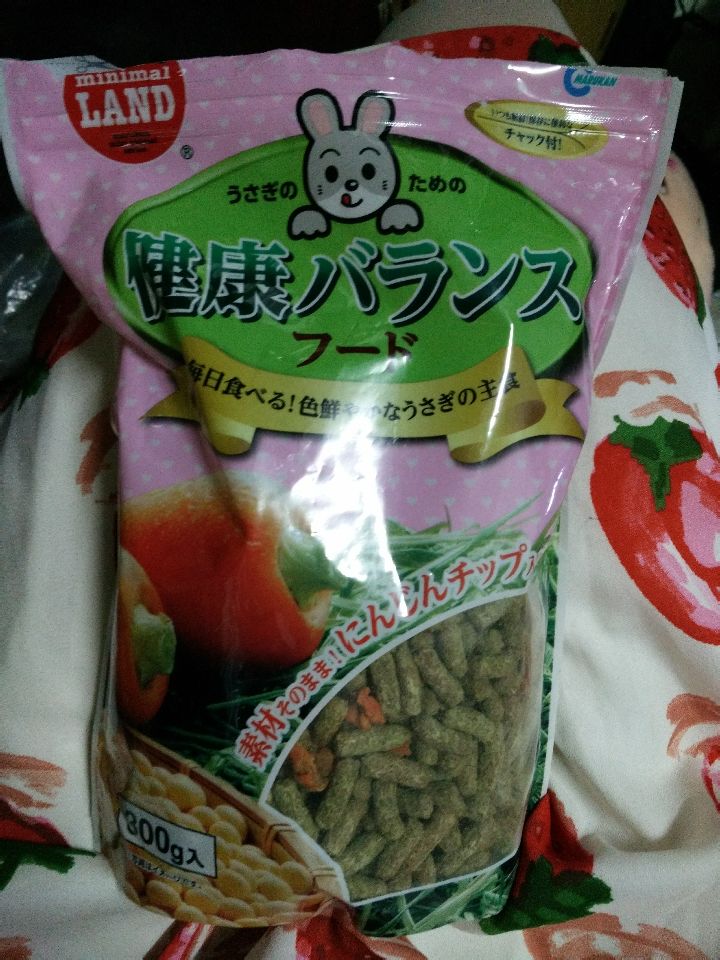 minimal
LAND
®
MARUKAN
チャック付!
うさぎの ための
健康バランス
フード
毎日食べる!色鮮やかなうさぎの主食
素材そのまま!にんじんチップ入
300g入